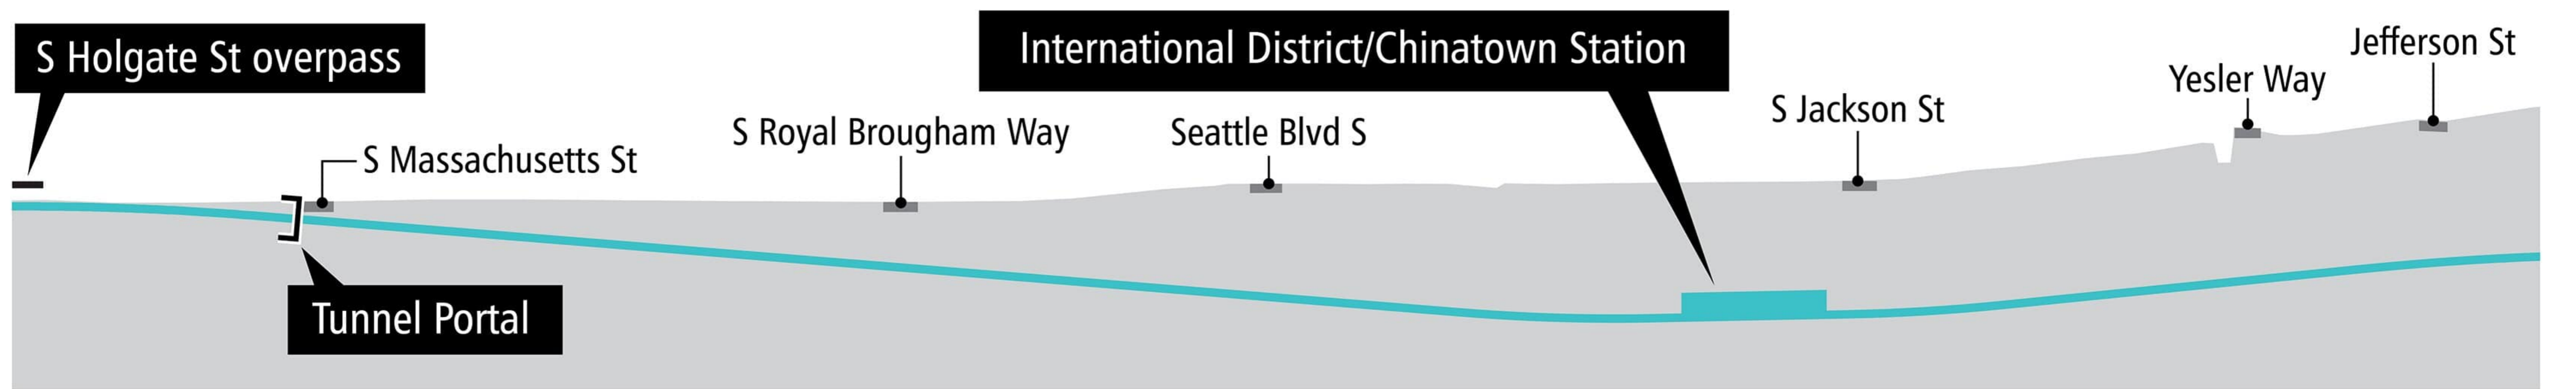 S Holgate St overpass
S Massachusetts St
Tunnel Portal
S Royal Brougham Way
Seattle Blvd S
International District/Chinatown Station
S Jackson St
Yesler Way
Jefferson St